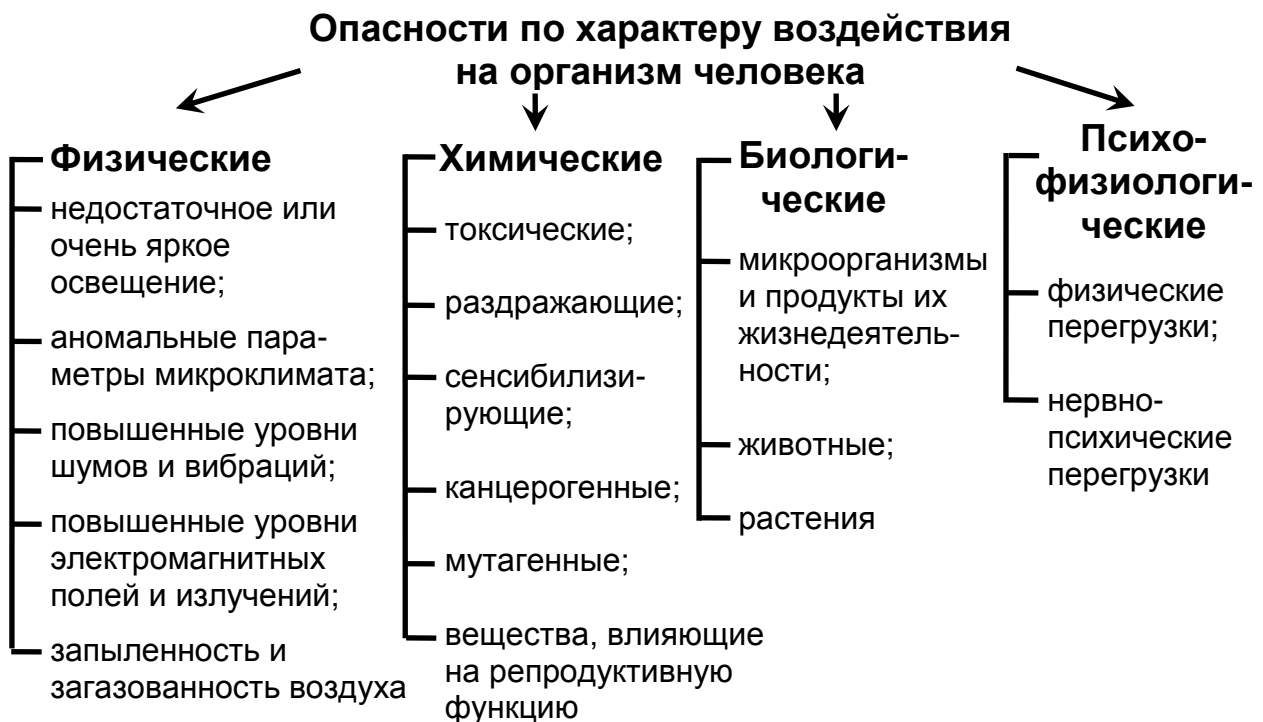 Опасности по характеру воздействия
на организм человека
Физические
недостаточное или
очень яркое
освещение;
аномальные пара-
метры микроклимата;
повышенные уровни
шумов и вибраций;
повышенные уровни
электромагнитных
полей и излучений;
запыленность и
загазованность воздуха
Химические
токсические;
раздражающие;
сенсибилизи-
рующие;
канцерогенные;
мутагенные;
вещества, влияющие
на репродуктивную
функцию
Биологи-
ческие
микроорганизмы
и продукты их
жизнедеятель-
ности;
животные;
растения
Психо-
физиологи-
ческие
физические
перегрузки;
нервно-
психические
перегрузки